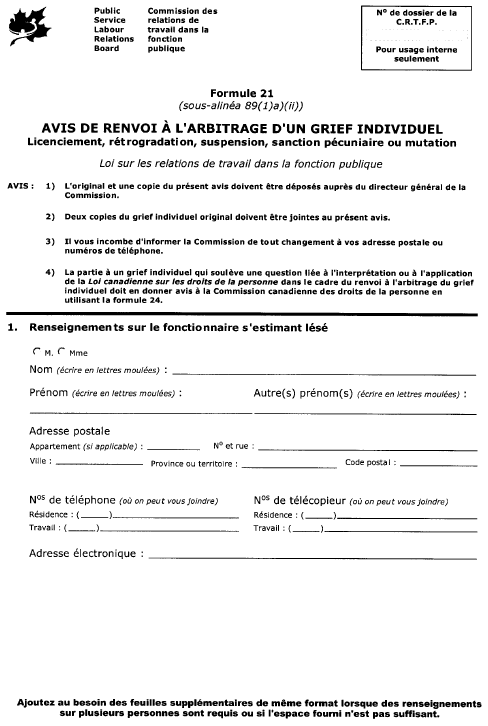 Public Service Labour Relations Board
Commission des relations de travail dans la fonction publique
N° de dossier de la
C.R.T.F.P.
Pour usage interne
seulement
Formule 21
(sous-alinéa 89(1)a)(ii))
AVIS DE RENVOI À L'ARBITRAGE D'UN GRIEF INDIVIDUEL
Licenciement, rétrogradation, suspension, sanction pécuniaire ou mutation
Loi sur les relations de travail dans la fonction publique
AVIS : 1) L'original et une copie du présent avis doivent être déposés auprès du directeur général de la
Commission.
2) Deux copies du grief individuel original doivent être jointes au présent avis.
3) Il vous incombe d'informer la Commission de tout changement à vos adresse postale ou
numéros de téléphone.
4) La partie à un grief individuel qui soulève une question liée à l'interprétation ou à l'application
de la Loi canadienne sur les droits de la personne dans le cadre du renvoi à l'arbitrage du grief
individuel doit en donner avis à la Commission canadienne des droits de la personne en
utilisant la formule 24.
1. Renseignements sur le fonctionnaire s'estimant lésé
M. Mme
Nom (écrire en lettres moulées) :
Prénom (écrire en lettres moulées) : Autre(s) prénom(s) (écrire en lettres moulées) :
Adresse postale
Appartement (si applicable) : N° et rue :
Ville : Province ou territoire : Code postal :
Nos de téléphone (où on peut vous joindre) Nos de télécopieur (où on peut vous joindre)
Résidence : ( ) Résidence : ( )
Travail : ( ) Travail : ( )
Adresse électronique :
Ajoutez au besoin des feuilles supplémentaires de même format lorsque des renseignements
sur plusieurs personnes sont requis ou si l'espace fourni n'est pas suffisant.